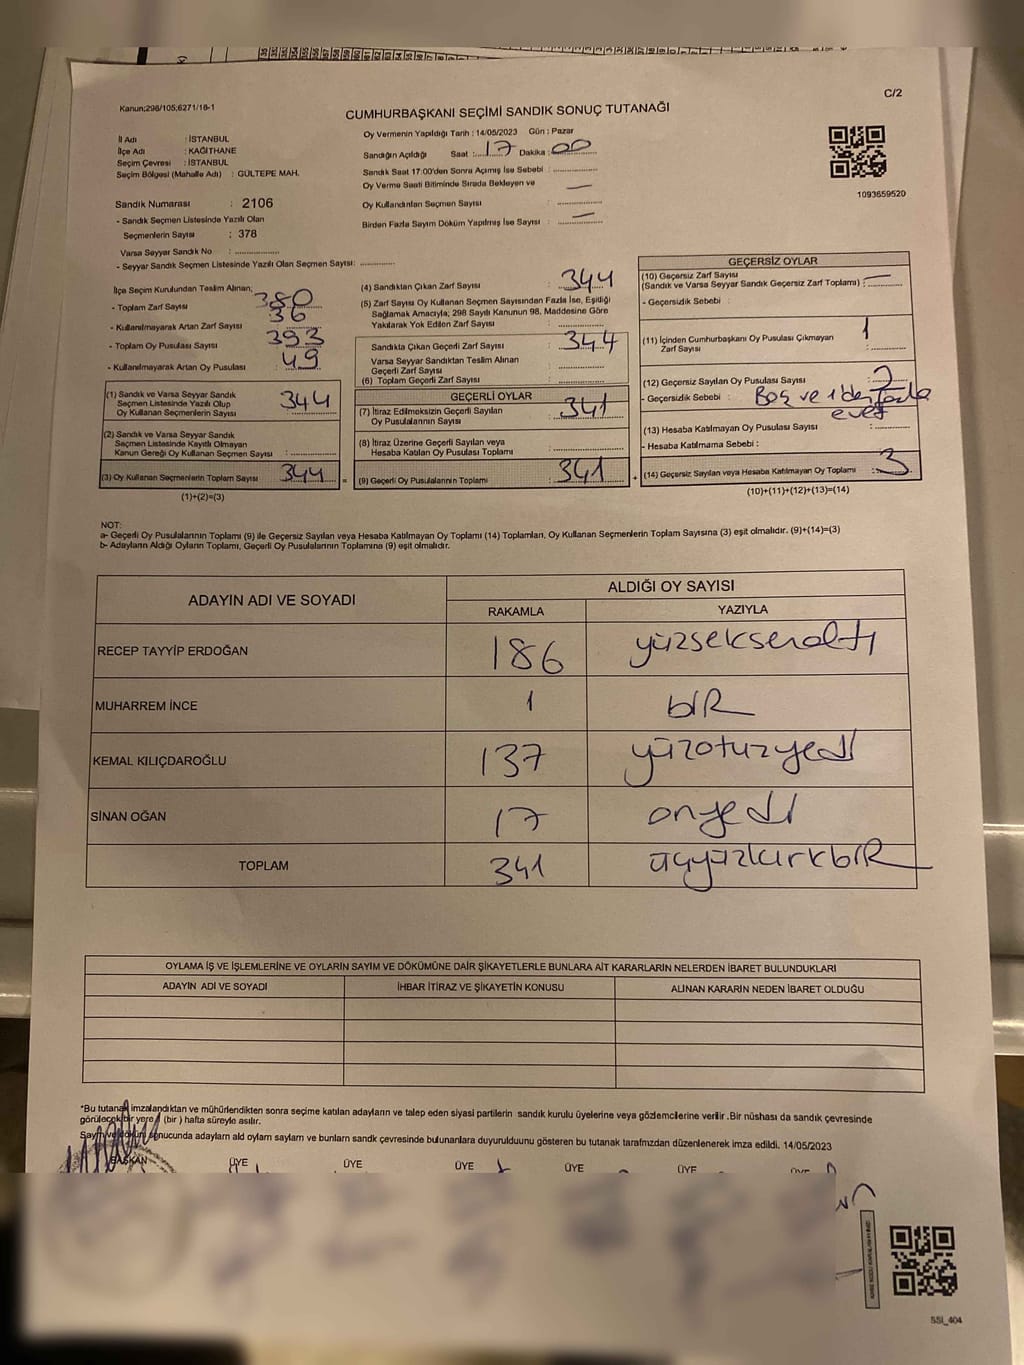 C/2
Kanun;298/105,6271/16-1
CUMHURBAŞKANI SEÇİMİ SANDIK SONUÇ TUTANAĞI
İl Adı : İSTANBUL
İlçe Adı : KAĞITHANE
Seçim Çevresi : İSTANBUL
Seçim Bölgesi (Mahalle Adı) : GÜLTEPE MAH.
Sandık Numarası : 2106
- Sandık Seçmen Listesinde Yazılı Olan
Seçmenlerin Sayısı : 378
Varsa Seyyar Sandık No : ..............
- Seyyar Sandık Seçmen Listesinde Yazılı Olan Seçmen Sayısı: ..............
Oy Vermenin Yapıldığı Tarih : 14/05/2023 Gün : Pazar
Sandığın Açıldığı Saat : 17 Dakika : 00
Sandık Saat 17:00'den Sonra Açımış İse Sebebi : ..............
Oy Verme Saati Bitiminde Sırada Bekleyen ve —
Oy Kullandırılan Seçmen Sayısı : ..............
Birden Fazla Sayım Döküm Yapılmış İse Sayısı : —
1093659520
İlçe Seçim Kurulundan Teslim Alınan;
- Toplam Zarf Sayısı : 380
- Kullanılmayarak Artan Zarf Sayısı : 36
- Toplam Oy Pusulası Sayısı : 393
- Kullanılmayarak Artan Oy Pusulası : 49
(1) Sandık ve Varsa Seyyar Sandık
Seçmen Listesinde Yazılı Olup
Oy Kullanan Seçmenlerin Sayısı : 344
(2) Sandık ve Varsa Seyyar Sandık
Seçmen Listesinde Kayıtlı Olmayan
Kanun Gereği Oy Kullanan Seçmen Sayısı : ..............
(3) Oy Kullanan Seçmenlerin Toplam Sayısı : 344
(1)+(2)=(3)
(4) Sandıktan Çıkan Zarf Sayısı : 344
(5) Zarf Sayısı Oy Kullanan Seçmen Sayısından Fazla İse, Eşitliği
Sağlamak Amacıyla; 298 Sayılı Kanunun 98. Maddesine Göre
Yakılarak Yok Edilen Zarf Sayısı : ..............
Sandıkta Çıkan Geçerli Zarf Sayısı : 344
Varsa Seyyar Sandıktan Teslim Alınan
Geçerli Zarf Sayısı : ..............
(6) Toplam Geçerli Zarf Sayısı : ..............
GEÇERLİ OYLAR
(7) İtiraz Edilmeksizin Geçerli Sayılan
Oy Pusulalarının Sayısı : 341
(8) İtiraz Üzerine Geçerli Sayılan veya
Hesaba Katılan Oy Pusulası Toplamı : ..............
(9) Geçerli Oy Pusulalarının Toplamı : 341
GEÇERSİZ OYLAR
(10) Geçersiz Zarf Sayısı
(Sandık ve Varsa Seyyar Sandık Geçersiz Zarf Toplamı) : —
- Geçersizlik Sebebi :
(11) İçinden Cumhurbaşkanı Oy Pusulası Çıkmayan
Zarf Sayısı : 1
(12) Geçersiz Sayılan Oy Pusulası Sayısı : 2
- Geçersizlik Sebebi : Boş ve 1 den fazla
evet
(13) Hesaba Katılmayan Oy Pusulası Sayısı : ..............
- Hesaba Katılmama Sebebi :
(14) Geçersiz Sayılan veya Hesaba Katılmayan Oy Toplamı : 3
(10)+(11)+(12)+(13)=(14)
NOT:
a- Geçerli Oy Pusulalarının Toplamı (9) ile Geçersiz Sayılan veya Hesaba Katılmayan Oy Toplamı (14) Toplamları, Oy Kullanan Seçmenlerin Toplam Sayısına (3) eşit olmalıdır. (9)+(14)=(3)
b- Adayların Aldığı Oyların Toplamı, Geçerli Oy Pusulalarının Toplamına (9) eşit olmalıdır.
ADAYIN ADI VE SOYADI ALDIĞI OY SAYISI
RAKAMLA YAZIYLA
RECEP TAYYİP ERDOĞAN 186 yüzseksenaltı
MUHARREM İNCE 1 bİR
KEMAL KILIÇDAROĞLU 137 yüzotuzyedi
SİNAN OĞAN 17 onyedi
TOPLAM 341 üçyüzkırkbİR
OYLAMA İŞ VE İŞLEMLERİNE VE OYLARIN SAYIM VE DÖKÜMÜNE DAİR ŞİKAYETLERLE BUNLARA AİT KARARLARIN NELERDEN İBARET BULUNDUKLARI
ADAYIN ADI VE SOYADI İHBAR İTİRAZ VE ŞİKAYETİN KONUSU ALINAN KARARIN NEDEN İBARET OLDUĞU
*Bu tutanak imzalandıktan ve mühürlendikten sonra seçime katılan adayların ve talep eden siyasi partilerin sandık kurulu üyelerine veya gözlemcilerine verilir .Bir nüshası da sandık çevresinde
görülecek bir yere / (bir ) hafta süreyle asılır.
Sayım ve döküm sonucunda adayların ald oylarn saylarn ve bunların sandk çevresinde bulunanlara duyurulduunu gösteren bu tutanak tarafmzdan düzenlenerek imza edildi. 14/05/2023
BAŞKAN ÜYE ÜYE ÜYE ÜYE ÜYE ÜYE
SSI_404